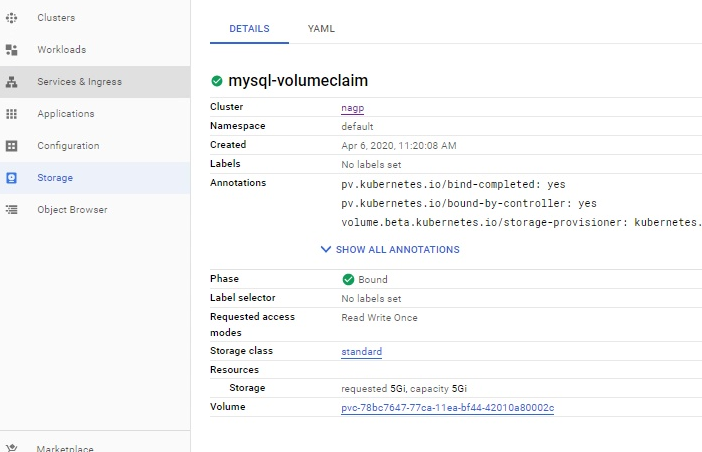 Clusters
Workloads
Services & Ingress
Applications
Configuration
Storage
Object Browser
Marketplace
DETAILS YAML
mysql-volumeclaim
Cluster nagp
Namespace default
Created Apr 6, 2020, 11:20:08 AM
Labels No labels set
Annotations pv.kubernetes.io/bind-completed: yes
pv.kubernetes.io/bound-by-controller: yes
volume.beta.kubernetes.io/storage-provisioner: kubernetes.
SHOW ALL ANNOTATIONS
Phase Bound
Label selector No labels set
Requested access Read Write Once
modes
Storage class standard
Resources
Storage requested 5Gi, capacity 5Gi
Volume pvc-78bc7647-77ca-11ea-bf44-42010a80002c